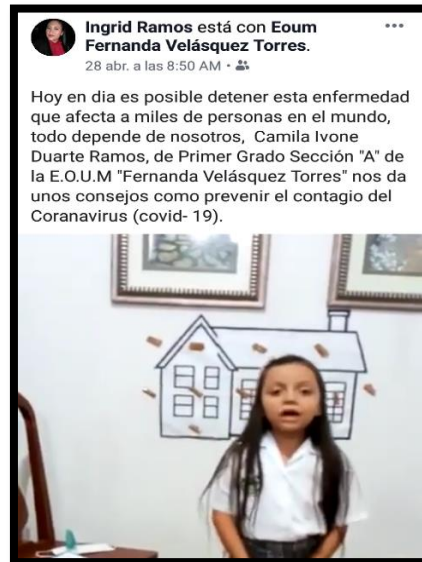 Ingrid Ramos está con Eoum
Fernanda Velásquez Torres.
28 abr. a las 8:50 AM ·
Hoy en dia es posible detener esta enfermedad
que afecta a miles de personas en el mundo,
todo depende de nosotros, Camila Ivone
Duarte Ramos, de Primer Grado Sección "A" de
la E.O.U.M "Fernanda Velásquez Torres" nos da
unos consejos como prevenir el contagio del
Coranavirus (covid- 19).